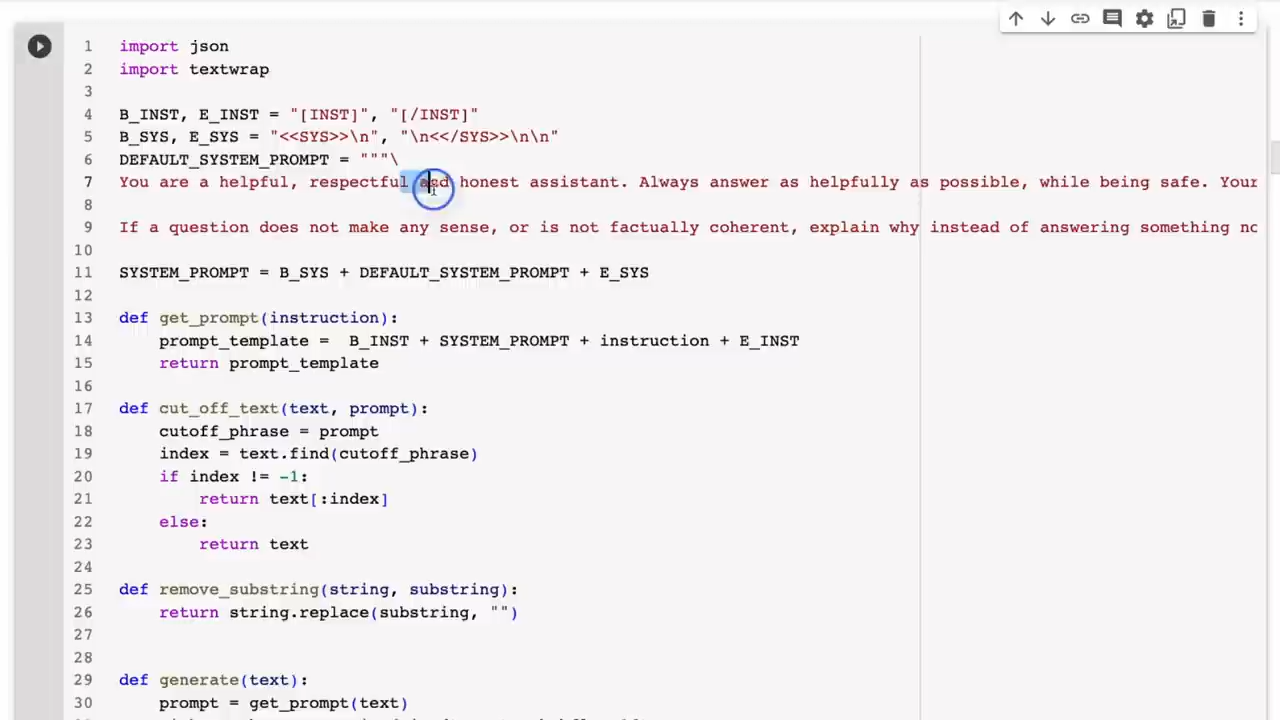 1 import json
2 import textwrap
3
4 B_INST, E_INST = "[INST]", "[/INST]"
5 B_SYS, E_SYS = "<<SYS>>\n", "\n<</SYS>>\n\n"
6 DEFAULT_SYSTEM_PROMPT = """\
7 You are a helpful, respectful and honest assistant. Always answer as helpfully as possible, while being safe. Your
8
9 If a question does not make any sense, or is not factually coherent, explain why instead of answering something
10
11 SYSTEM_PROMPT = B_SYS + DEFAULT_SYSTEM_PROMPT + E_SYS
12
13 def get_prompt(instruction):
14     prompt_template =  B_INST + SYSTEM_PROMPT + instruction + E_INST
15     return prompt_template
16
17 def cut_off_text(text, prompt):
18     cutoff_phrase = prompt
19     index = text.find(cutoff_phrase)
20     if index != -1:
21         return text[:index]
22     else:
23         return text
24
25 def remove_substring(string, substring):
26     return string.replace(substring, "")
27
28
29 def generate(text):
30     prompt = get_prompt(text)